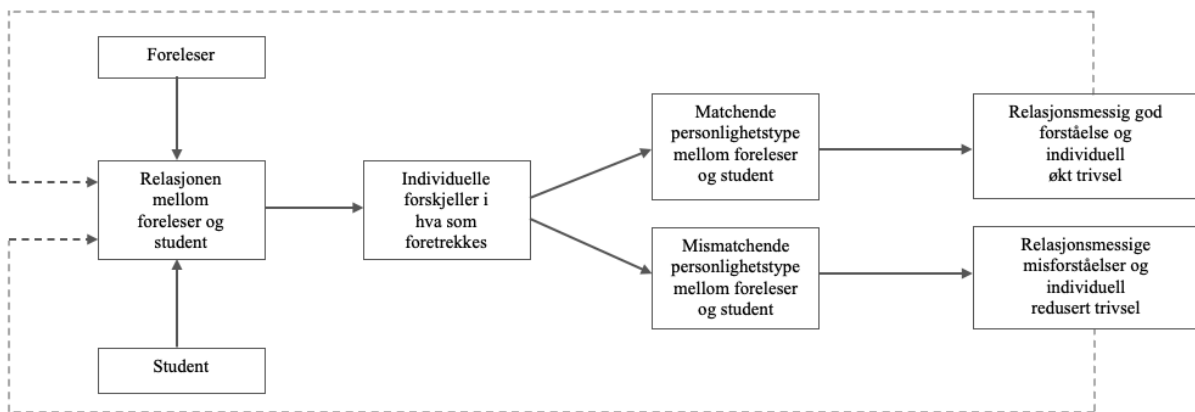 Foreleser
Relasjonen
mellom
foreleser og
student
Student
Individuelle
forskjeller i
hva som
foretrekkes
Matchende
personlighetstype
mellom foreleser
og student
Mismatchende
personlighetstype
mellom foreleser
og student
Relasjonsmessig god
forståelse og
individuell
økt trivsel
Relasjonsmessige
misforståelser og
individuell
redusert trivsel